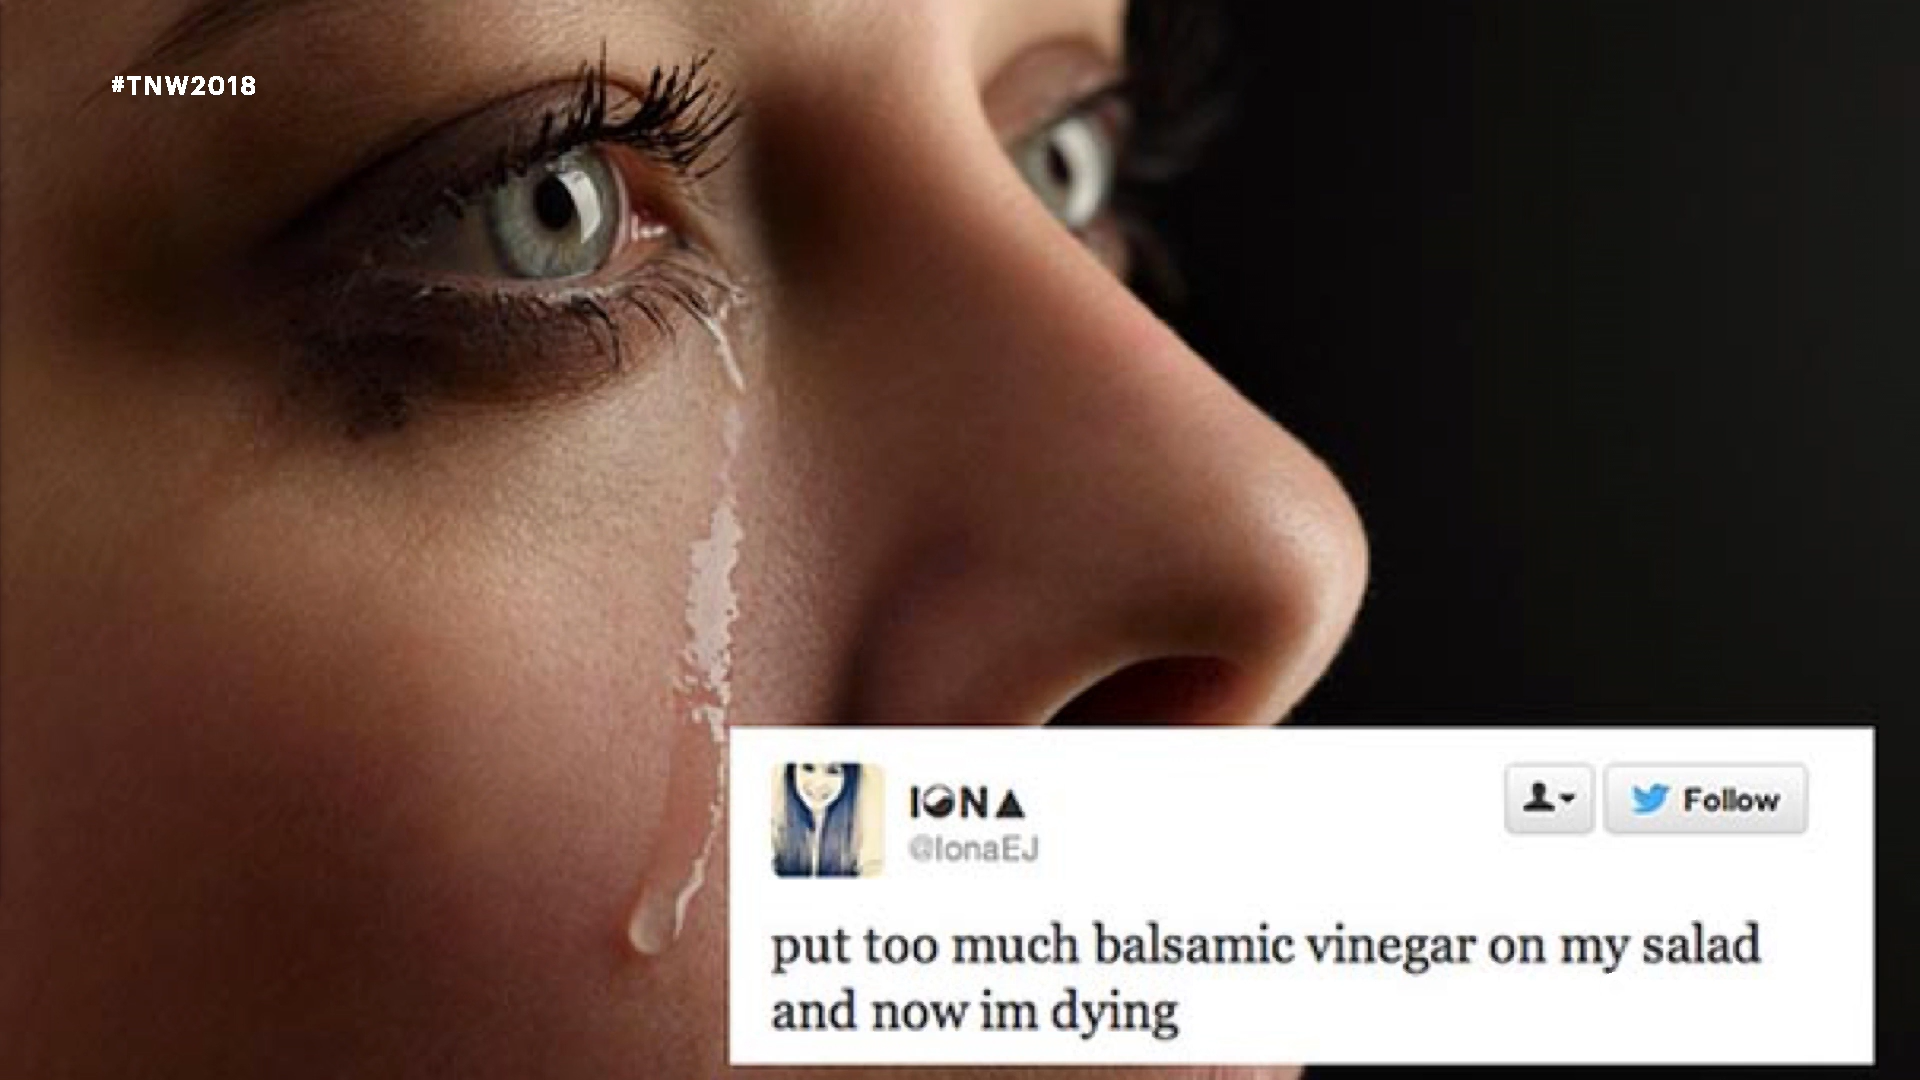 #TNW2018
IONA
@IonaEJ
Follow
put too much balsamic vinegar on my salad
and now im dying